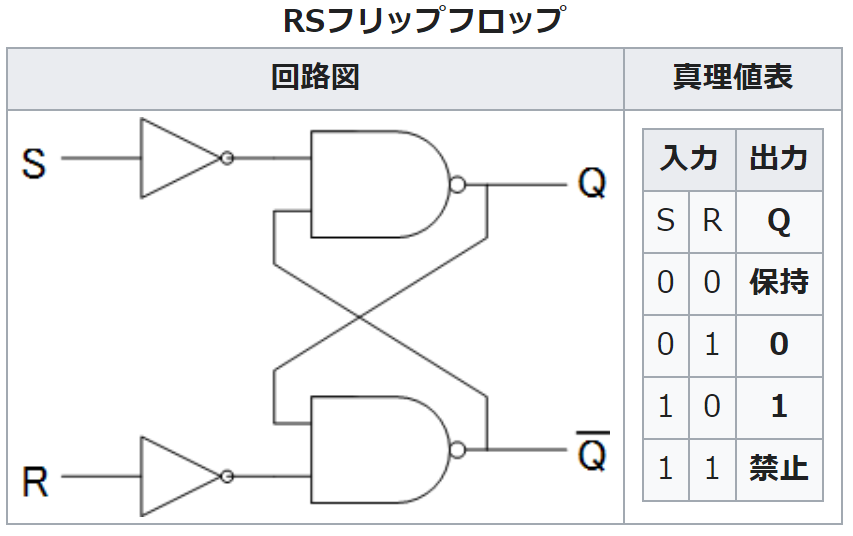 RSフリップフロップ
回路図
真理値表
S
Q
R
Q̅
入力 出力
S R Q
0 0 保持
0 1 0
1 0 1
1 1 禁止